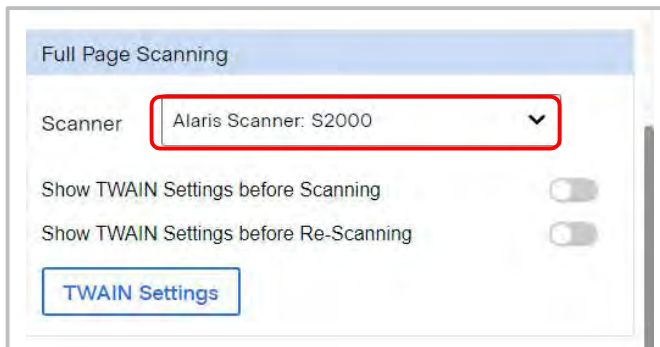 Full Page Scanning
Scanner Alaris Scanner: S2000
Show TWAIN Settings before Scanning
Show TWAIN Settings before Re-Scanning
TWAIN Settings